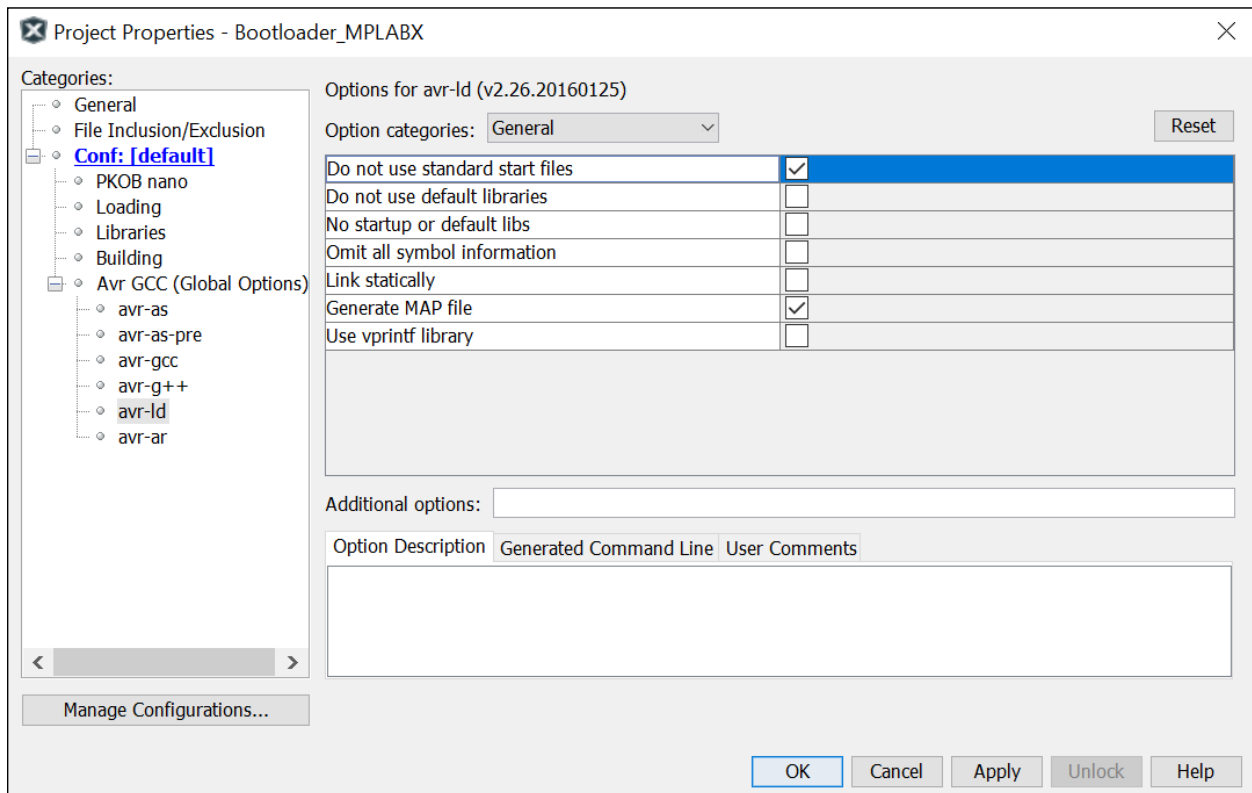 Project Properties - Bootloader_MPLABX
Categories:
General
File Inclusion/Exclusion
Conf: [default]
PKOB nano
Loading
Libraries
Building
Avr GCC (Global Options)
avr-as
avr-as-pre
avr-gcc
avr-g++
avr-ld
avr-ar
Manage Configurations...
Options for avr-ld (v2.26.20160125)
Option categories: General
Reset
Do not use standard start files
Do not use default libraries
No startup or default libs
Omit all symbol information
Link statically
Generate MAP file
Use vprintf library
Additional options:
Option Description Generated Command Line User Comments
OK Cancel Apply Unlock Help